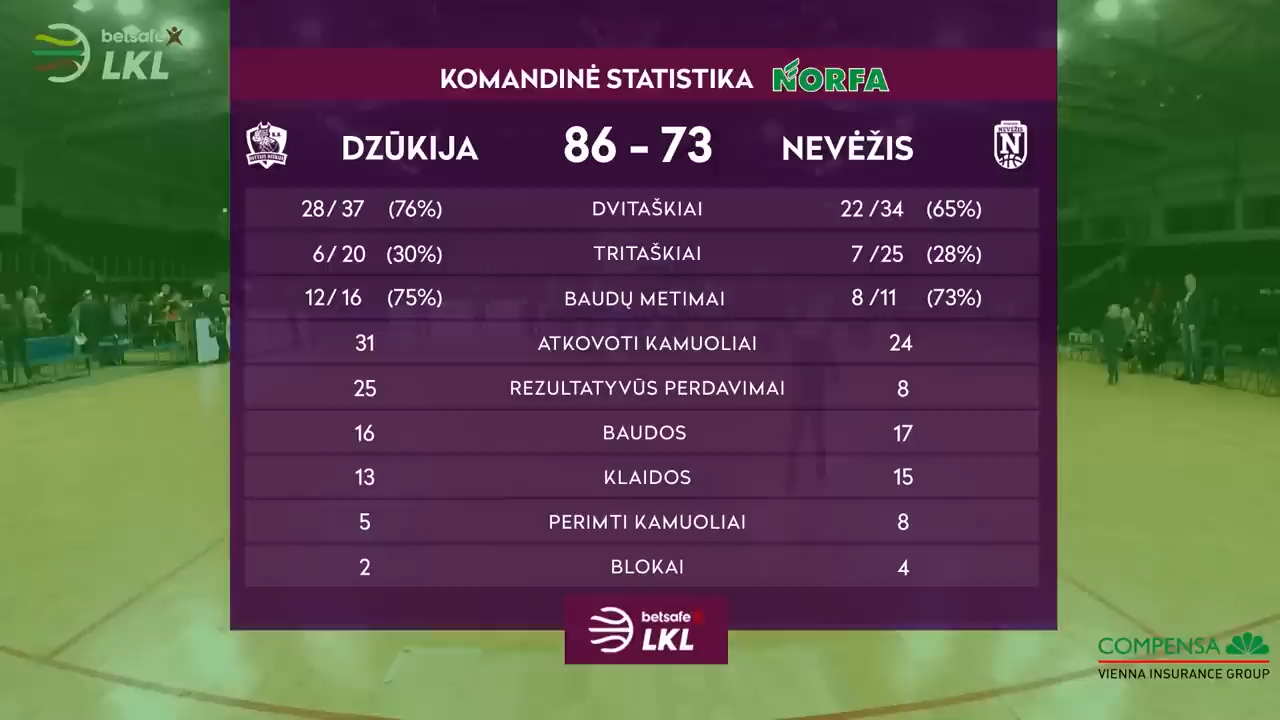 betsafe
LKL
KOMANDINĖ STATISTIKA NORFA
DZŪKIJA 86 - 73 NEVĖŽIS
NEVĖŽIS
N
28/37 (76%) DVITAŠKIAI 22/34 (65%)
6/20 (30%) TRITAŠKIAI 7/25 (28%)
12/16 (75%) BAUDŲ METIMAI 8/11 (73%)
31 ATKOVOTI KAMUOLIAI 24
25 REZULTATYVŪS PERDAVIMAI 8
16 BAUDOS 17
13 KLAIDOS 15
5 PERIMTI KAMUOLIAI 8
2 BLOKAI 4
betsafe
LKL
COMPENSA
VIENNA INSURANCE GROUP